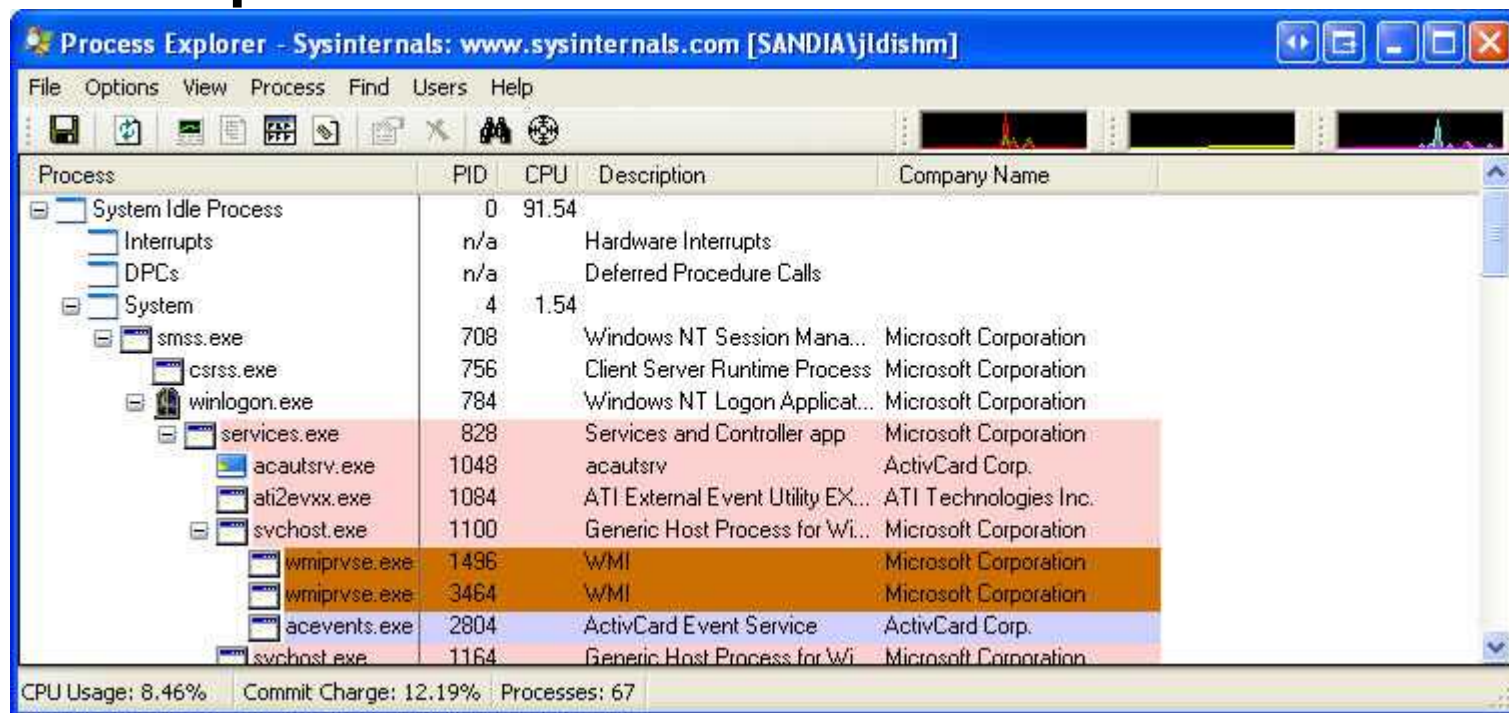 Process Explorer - Sysinternals: www.sysinternals.com [SANDIA\jldishm]
File Options View Process Find Users Help
Process PID CPU Description Company Name
System Idle Process 0 91.54
Interrupts n/a Hardware Interrupts
DPCs n/a Deferred Procedure Calls
System 4 1.54
smss.exe 708 Windows NT Session Mana... Microsoft Corporation
csrss.exe 756 Client Server Runtime Process Microsoft Corporation
winlogon.exe 784 Windows NT Logon Applicat... Microsoft Corporation
services.exe 828 Services and Controller app Microsoft Corporation
acautsrv.exe 1048 acautsrv ActivCard Corp.
ati2evxx.exe 1084 ATI External Event Utility EX... ATI Technologies Inc.
svchost.exe 1100 Generic Host Process for Wi... Microsoft Corporation
wmiprvse.exe 1496 WMI Microsoft Corporation
wmiprvse.exe 3464 WMI Microsoft Corporation
acevents.exe 2804 ActivCard Event Service ActivCard Corp.
svchost.exe 1164 Generic Host Process for Wi... Microsoft Corporation
CPU Usage: 8.46% Commit Charge: 12.19% Processes: 67